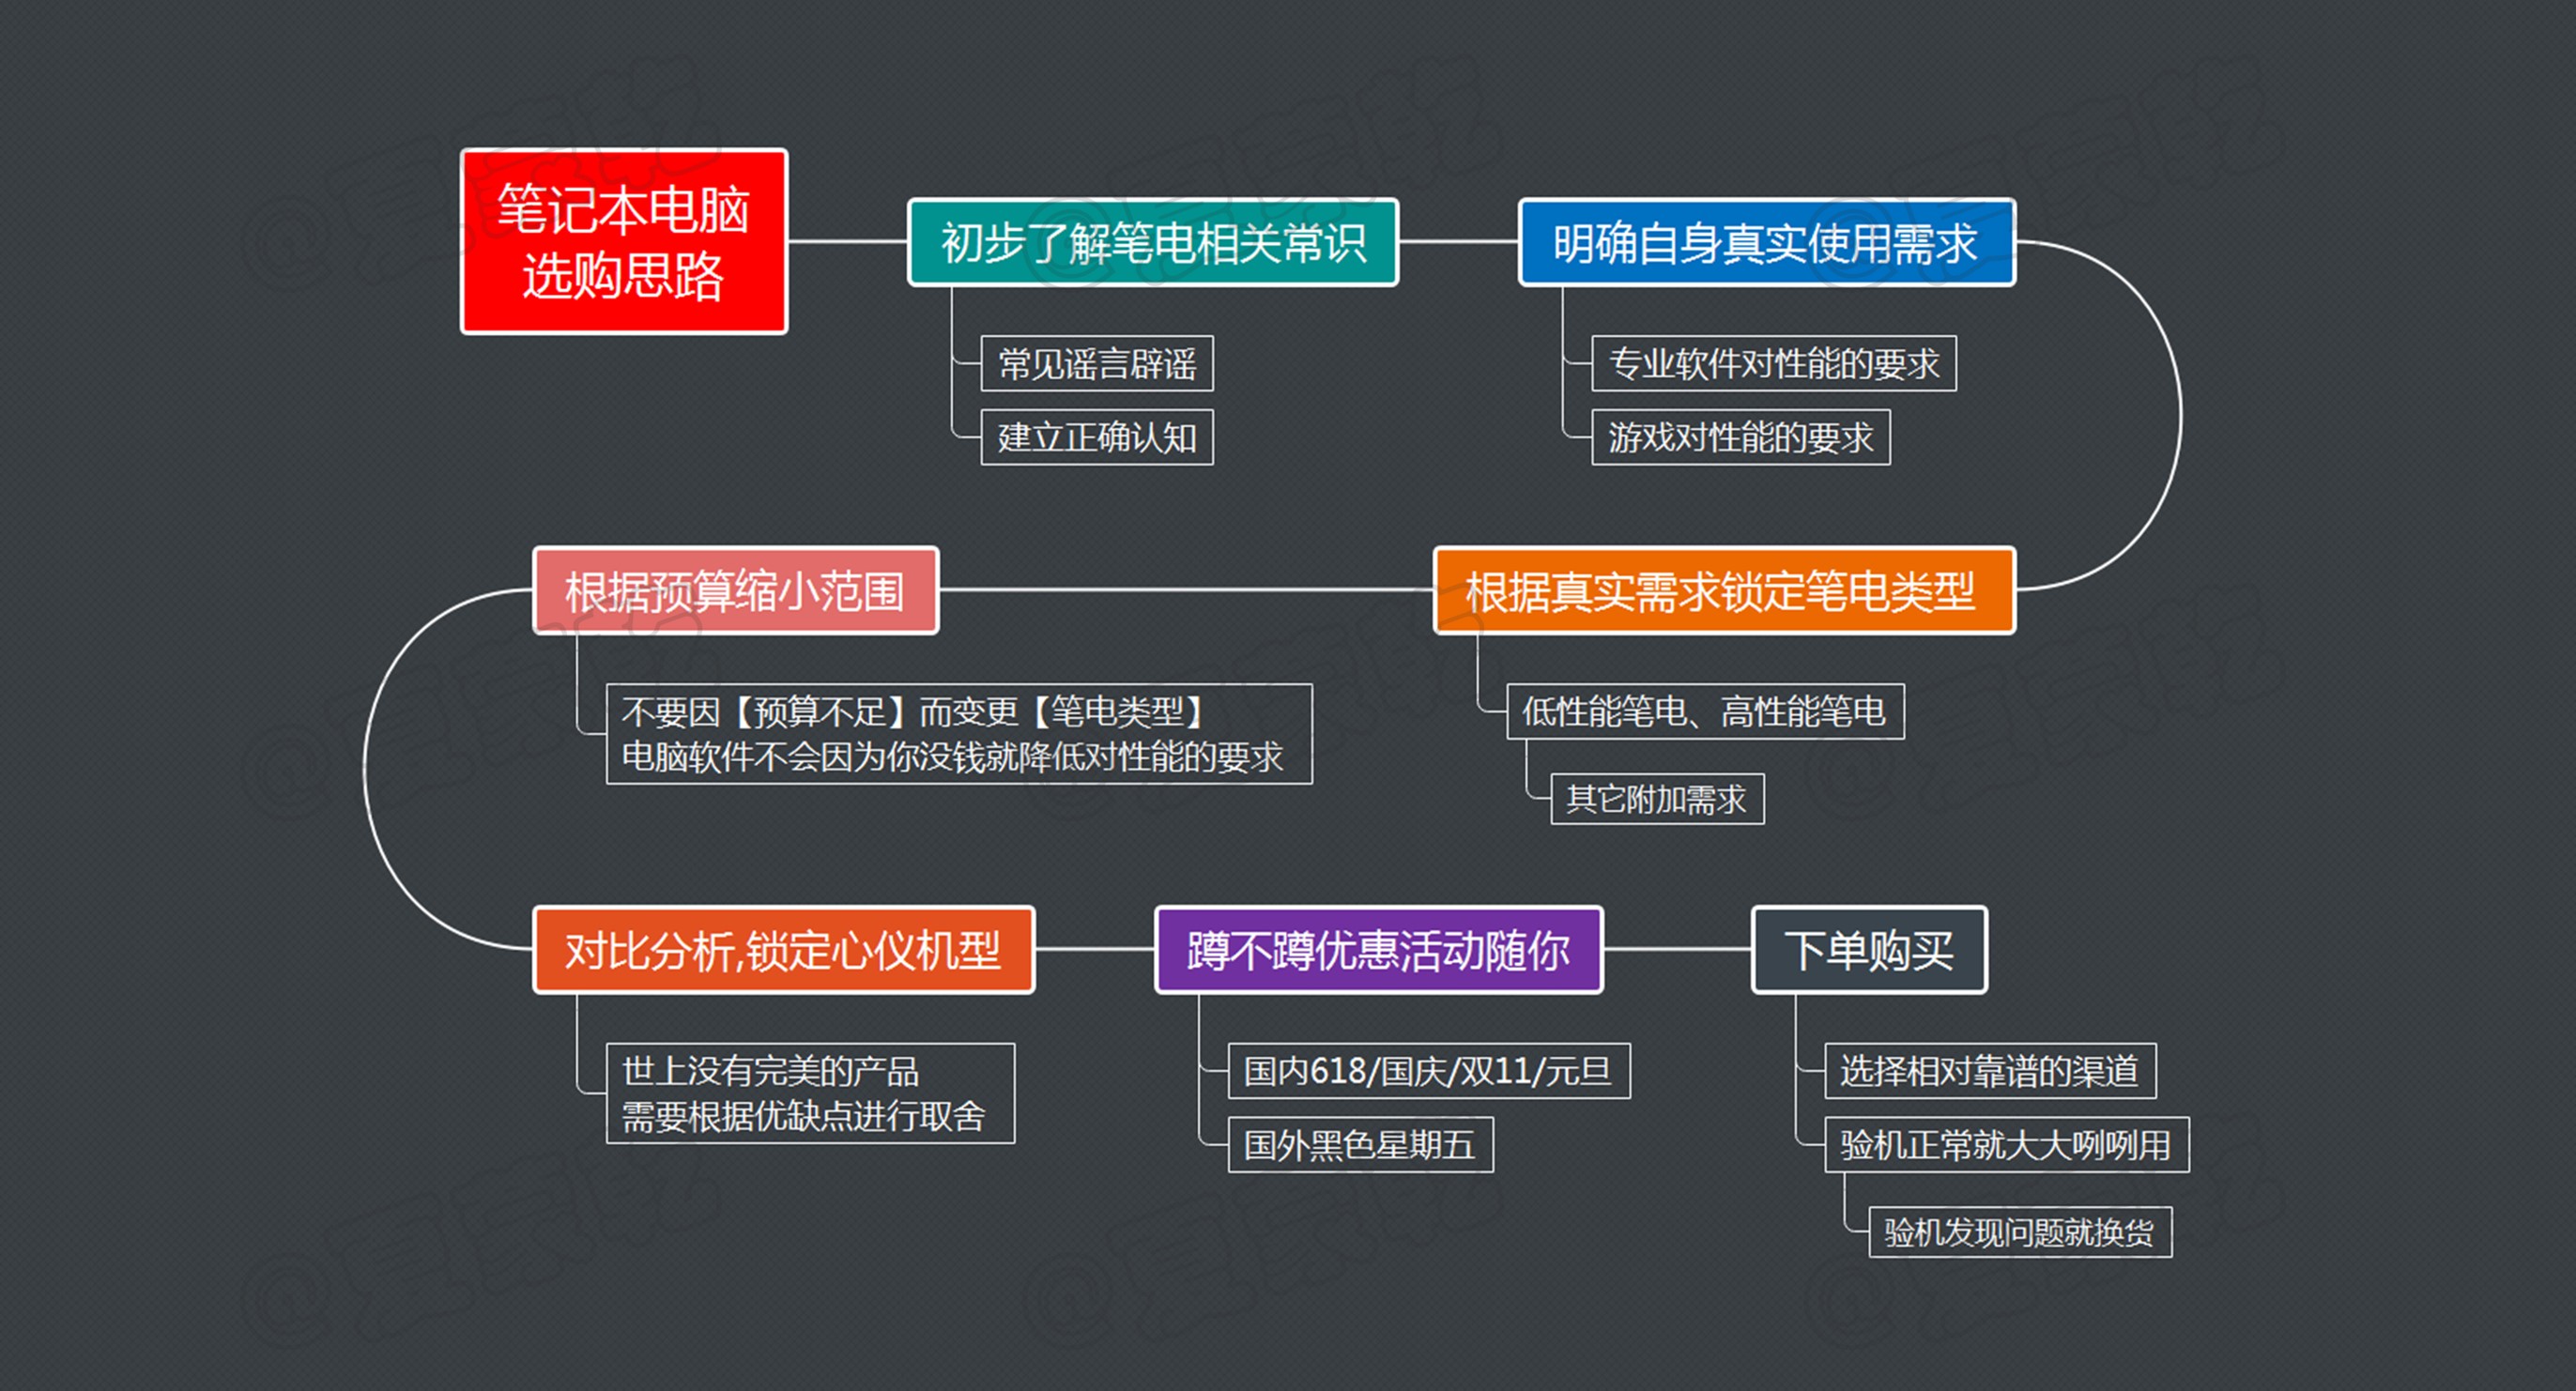 笔记本电脑
选购思路
初步了解笔电相关常识
常见谣言辟谣
建立正确认知
明确自身真实使用需求
专业软件对性能的要求
游戏对性能的要求
根据真实需求锁定笔电类型
低性能笔电、高性能笔电
其它附加需求
根据预算缩小范围
不要因【预算不足】而变更【笔电类型】
电脑软件不会因为你没钱就降低对性能的要求
对比分析,锁定心仪机型
世上没有完美的产品
需要根据优缺点进行取舍
蹲不蹲优惠活动随你
国内618/国庆/双11/元旦
国外黑色星期五
下单购买
选择相对靠谱的渠道
验机正常就大大咧咧用
验机发现问题就换货